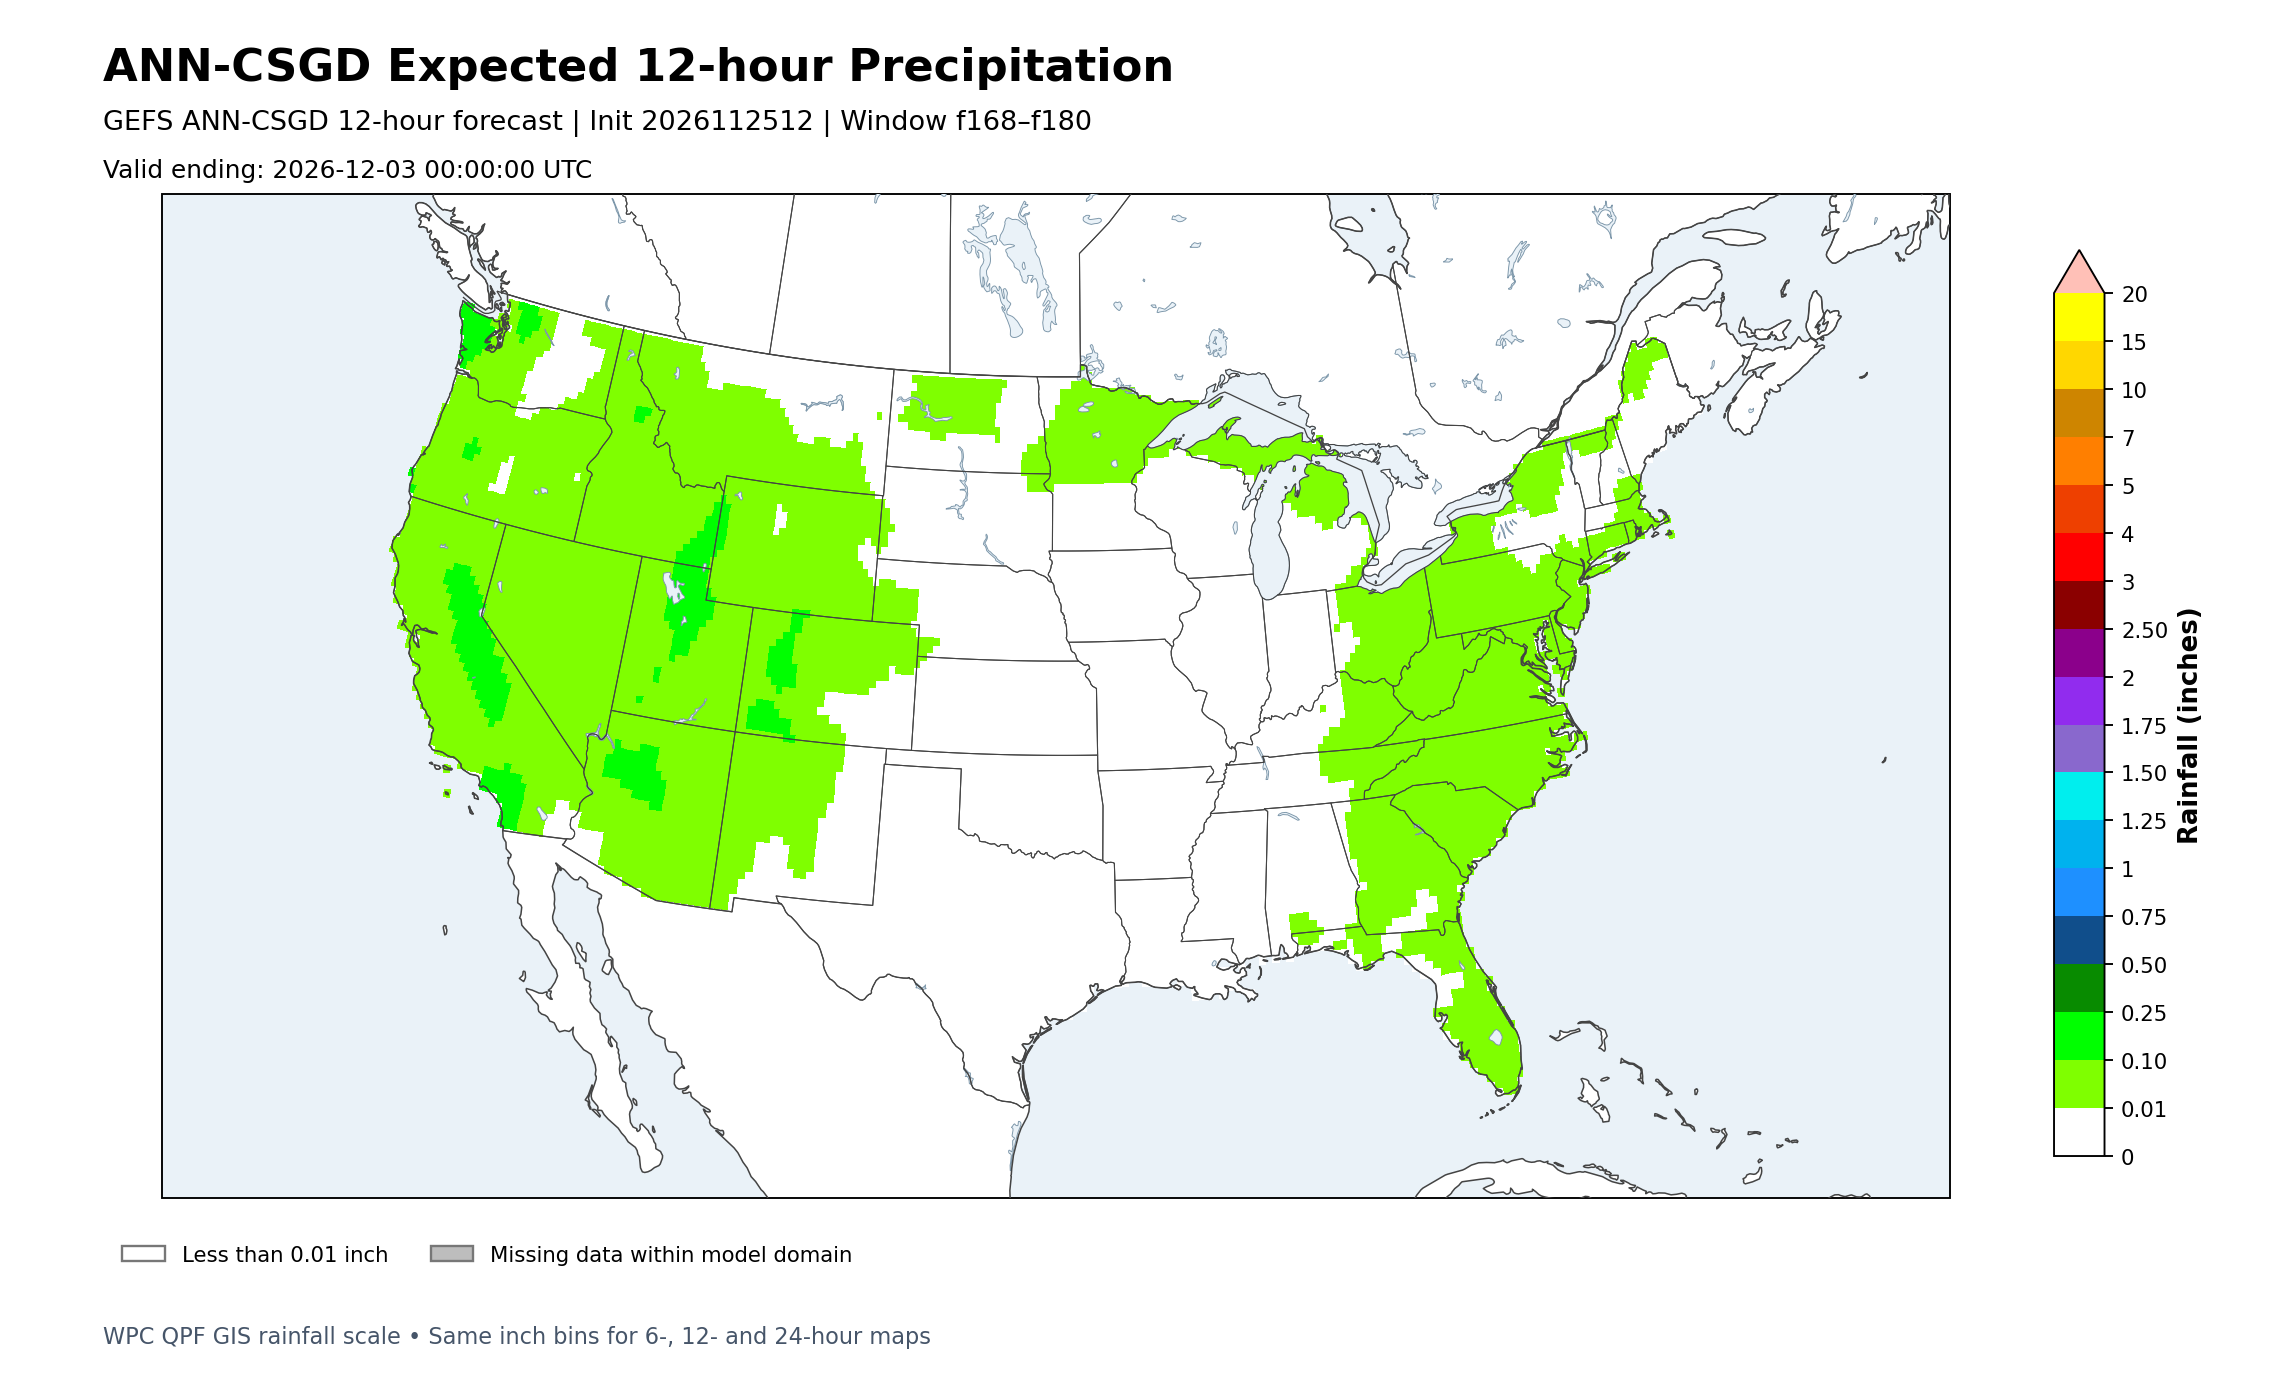 ANN-CSGD Expected 12-hour Precipitation
GEFS ANN-CSGD 12-hour forecast | Init 2026112512 | Window f168–f180
Valid ending: 2026-12-03 00:00:00 UTC
20
15
10
7
5
4
3
2.50
2
1.75
1.50
1.25
1
0.75
0.50
0.25
0.10
0.01
0
Rainfall (inches)
Less than 0.01 inch
Missing data within model domain
WPC QPF GIS rainfall scale • Same inch bins for 6-, 12- and 24-hour maps